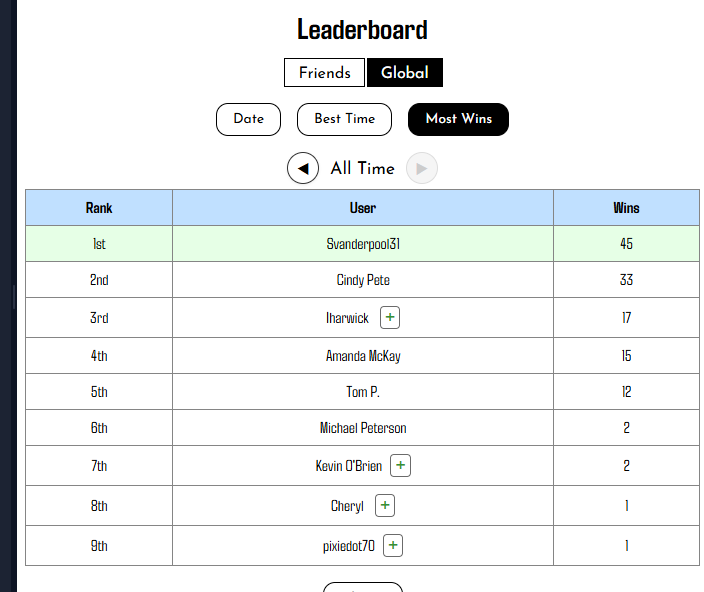 Leaderboard
Friends Global
Date Best Time Most Wins
◀ All Time ▶
Rank User Wins
1st Svanderpool31 45
2nd Cindy Pete 33
3rd lharwick + 17
4th Amanda McKay 15
5th Tom P. 12
6th Michael Peterson 2
7th Kevin O'Brien + 2
8th Cheryl + 1
9th pixiedot70 + 1